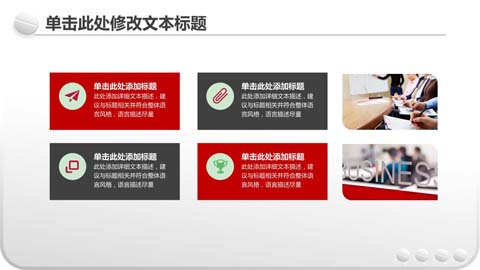 单击此处修改文本标题
单击此处添加标题
此处添加详细文本描述，建
议与标题相关并符合整体语
言风格，语言描述尽量
单击此处添加标题
此处添加详细文本描述，建
议与标题相关并符合整体语
言风格，语言描述尽量
单击此处添加标题
此处添加详细文本描述，建
议与标题相关并符合整体语
言风格，语言描述尽量
单击此处添加标题
此处添加详细文本描述，建
议与标题相关并符合整体语
言风格，语言描述尽量
BUSINES